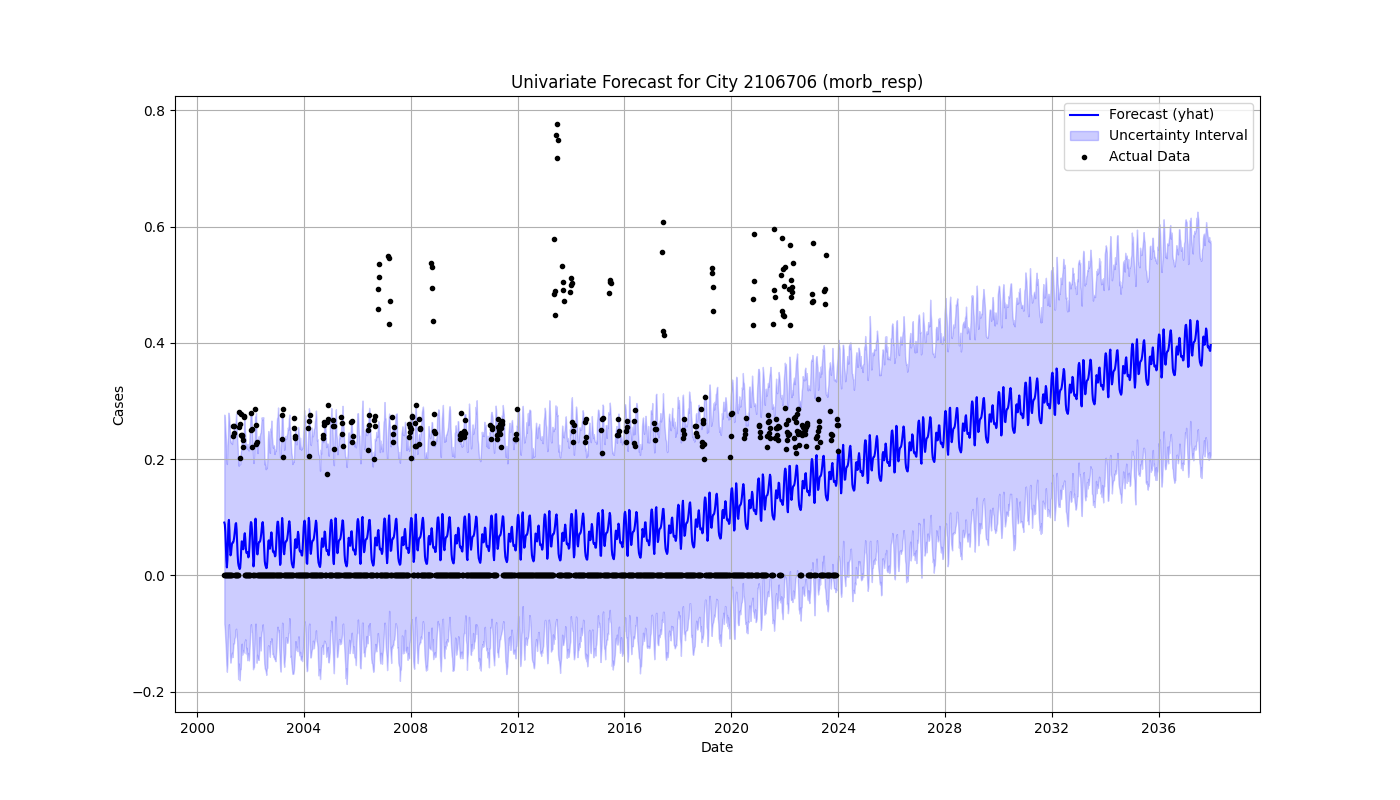 Univariate Forecast for City 2106706 (morb_resp)
Forecast (yhat)
Uncertainty Interval
Actual Data
Cases
0.8
0.6
0.4
0.2
0.0
−0.2
2000 2004 2008 2012 2016 2020 2024 2028 2032 2036
Date